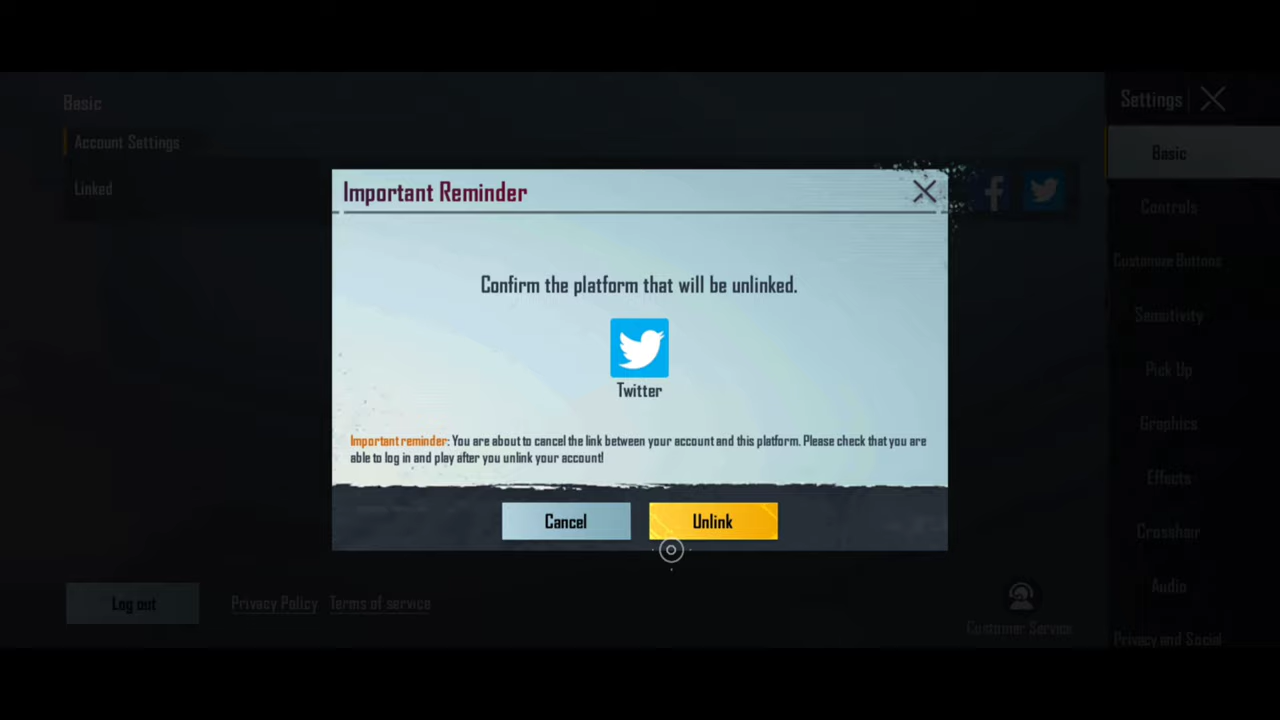 Basic
Settings
Account Settings
Linked
Important Reminder
Confirm the platform that will be unlinked.
Twitter
Important reminder: You are about to cancel the link between your account and this platform. Please check that you are
able to log in and play after you unlink your account!
Cancel
Unlink
Basic
Controls
Customize Buttons
Sensitivity
Pick Up
Graphics
Effects
Crosshair
Audio
Privacy and Social
Log out
Privacy Policy
Terms of service
Customer Service